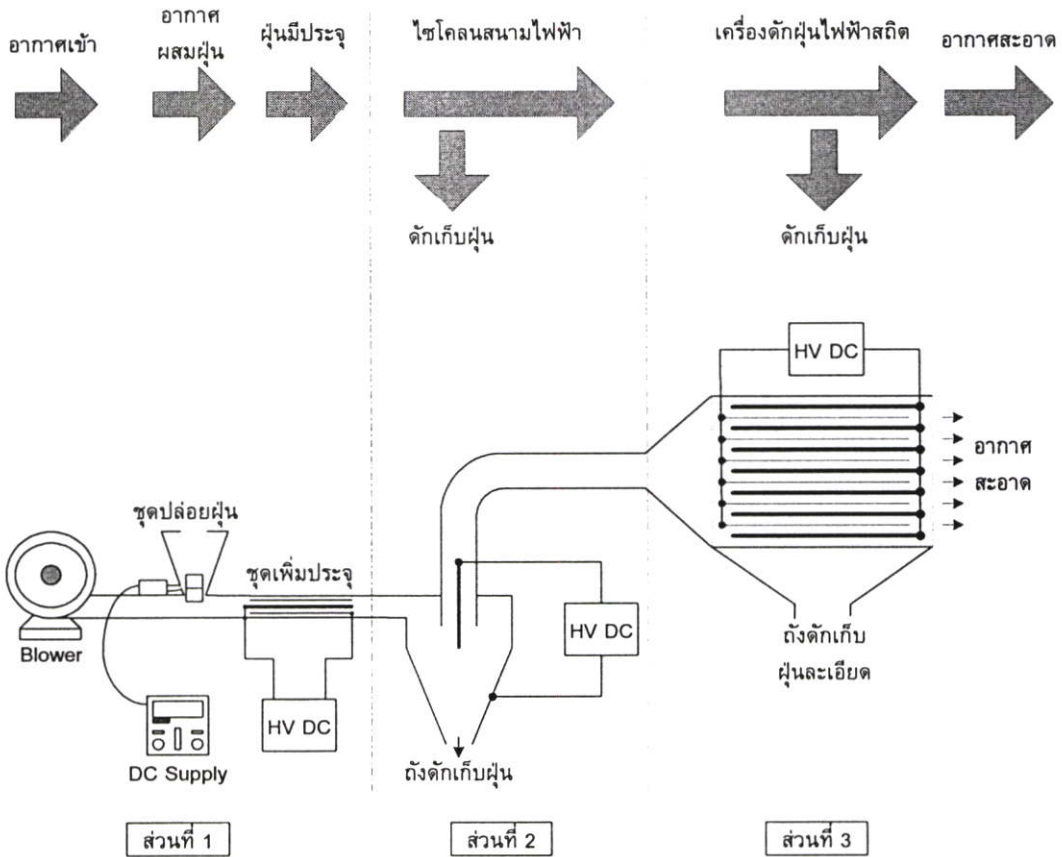 อากาศเข้า
อากาศ
ผสมฝุ่น
ฝุ่นมีประจุ
ไซโคลนสนามไฟฟ้า
เครื่องดักฝุ่นไฟฟ้าสถิต
อากาศสะอาด
ดักเก็บฝุ่น
ดักเก็บฝุ่น
HV DC
อากาศ
สะอาด
ชุดปล่อยฝุ่น
ชุดเพิ่มประจุ
Blower
HV DC
HV DC
DC Supply
ถังดักเก็บฝุ่น
ถังดักเก็บ
ฝุ่นละเอียด
ส่วนที่ 1
ส่วนที่ 2
ส่วนที่ 3